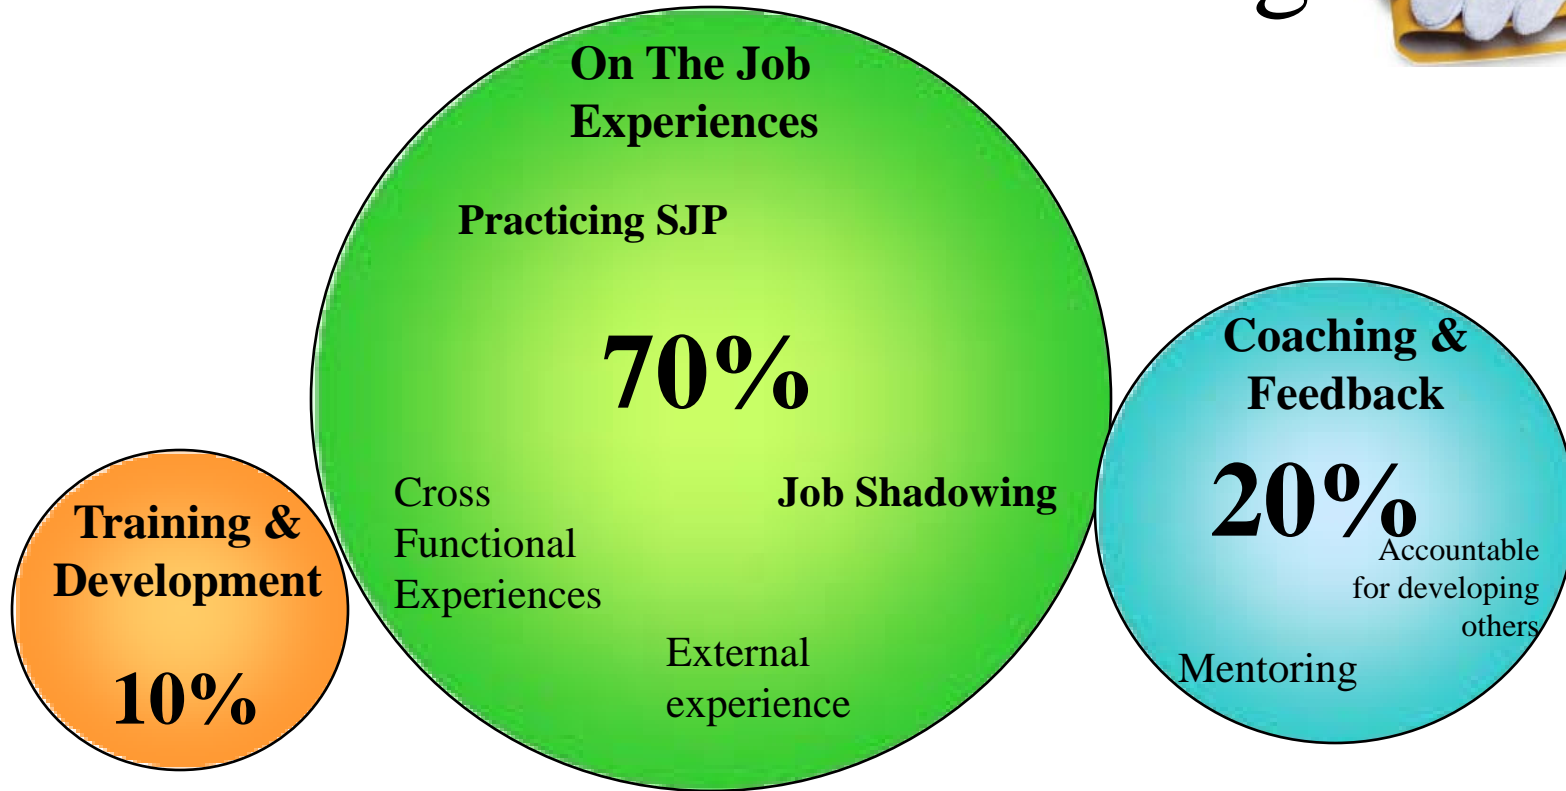 g
On The Job
Experiences
Practicing SJP
70%
Cross
Functional
Experiences
Job Shadowing
External
experience
Training &
Development
10%
Coaching &
Feedback
20%
Accountable
for developing
others
Mentoring